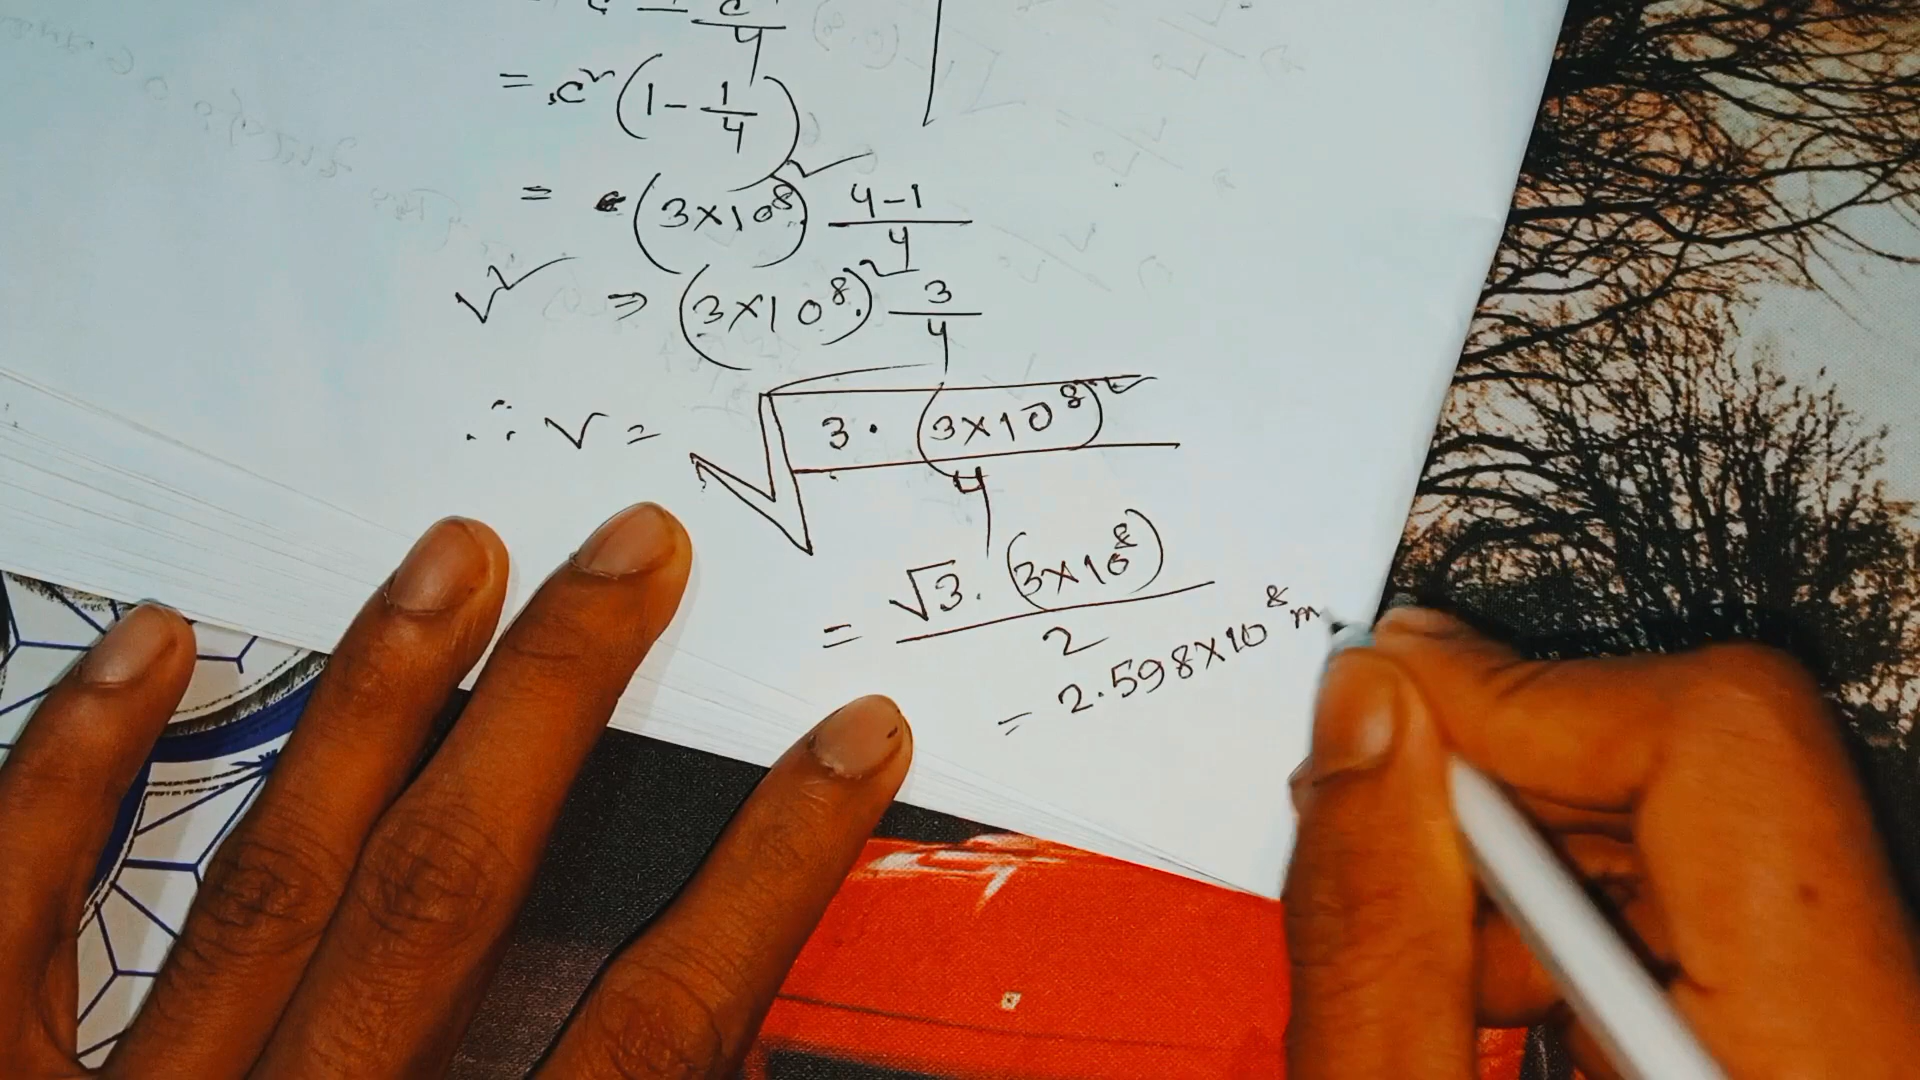 = c² (1 - 1/4)
= (3×10⁸)² 4-1/4
v² ⇒ (3×10⁸)² 3/4
∴ v = √3 · (3×10⁸)²/4
= √3 · (3×10⁸)/2
= 2.598×10⁸ m